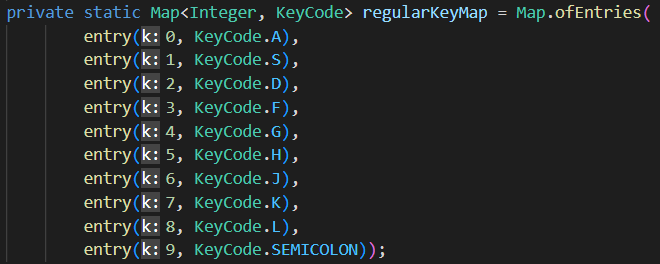 private static Map<Integer, KeyCode> regularKeyMap = Map.ofEntries(
entry(k: 0, KeyCode.A),
entry(k: 1, KeyCode.S),
entry(k: 2, KeyCode.D),
entry(k: 3, KeyCode.F),
entry(k: 4, KeyCode.G),
entry(k: 5, KeyCode.H),
entry(k: 6, KeyCode.J),
entry(k: 7, KeyCode.K),
entry(k: 8, KeyCode.L),
entry(k: 9, KeyCode.SEMICOLON));